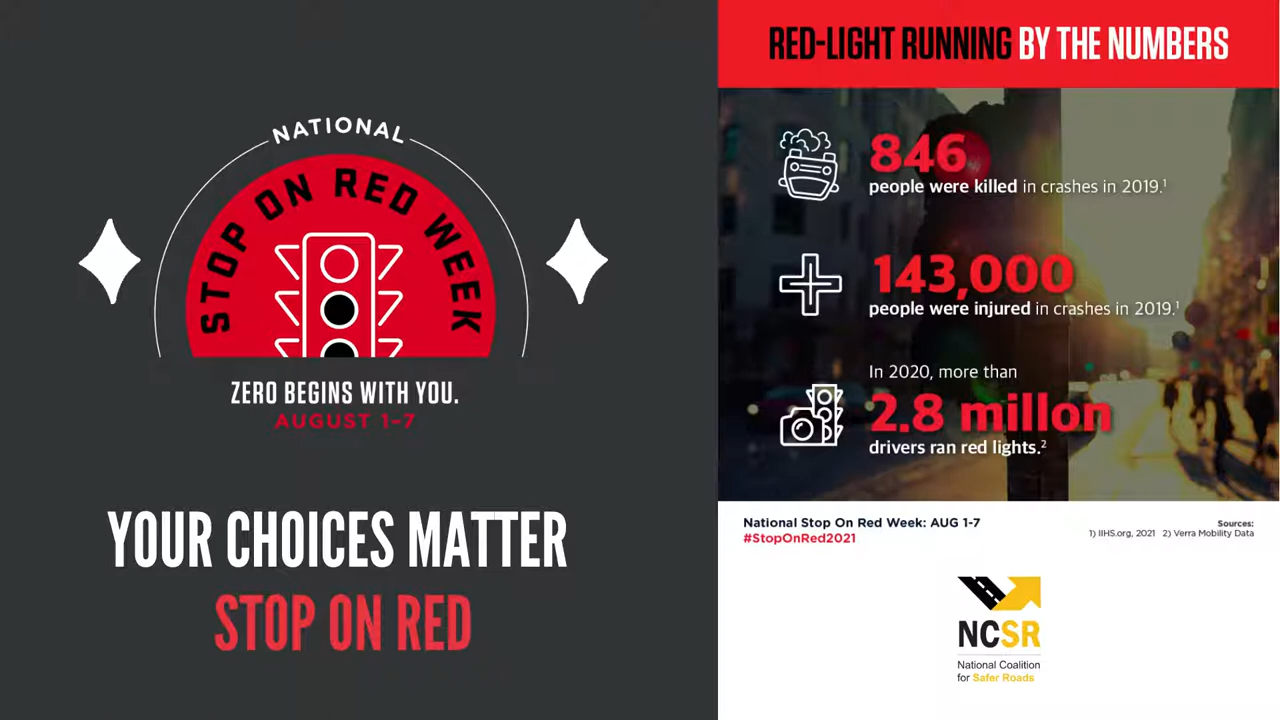 NATIONAL
STOP ON RED WEEK
ZERO BEGINS WITH YOU.
AUGUST 1-7
YOUR CHOICES MATTER
STOP ON RED
RED-LIGHT RUNNING BY THE NUMBERS
846
people were killed in crashes in 2019.¹
143,000
people were injured in crashes in 2019.¹
In 2020, more than
2.8 millon
drivers ran red lights.²
National Stop On Red Week: AUG 1-7
#StopOnRed2021
Sources:
1) IIHS.org, 2021 2) Verra Mobility Data
NCSR
National Coalition
for Safer Roads